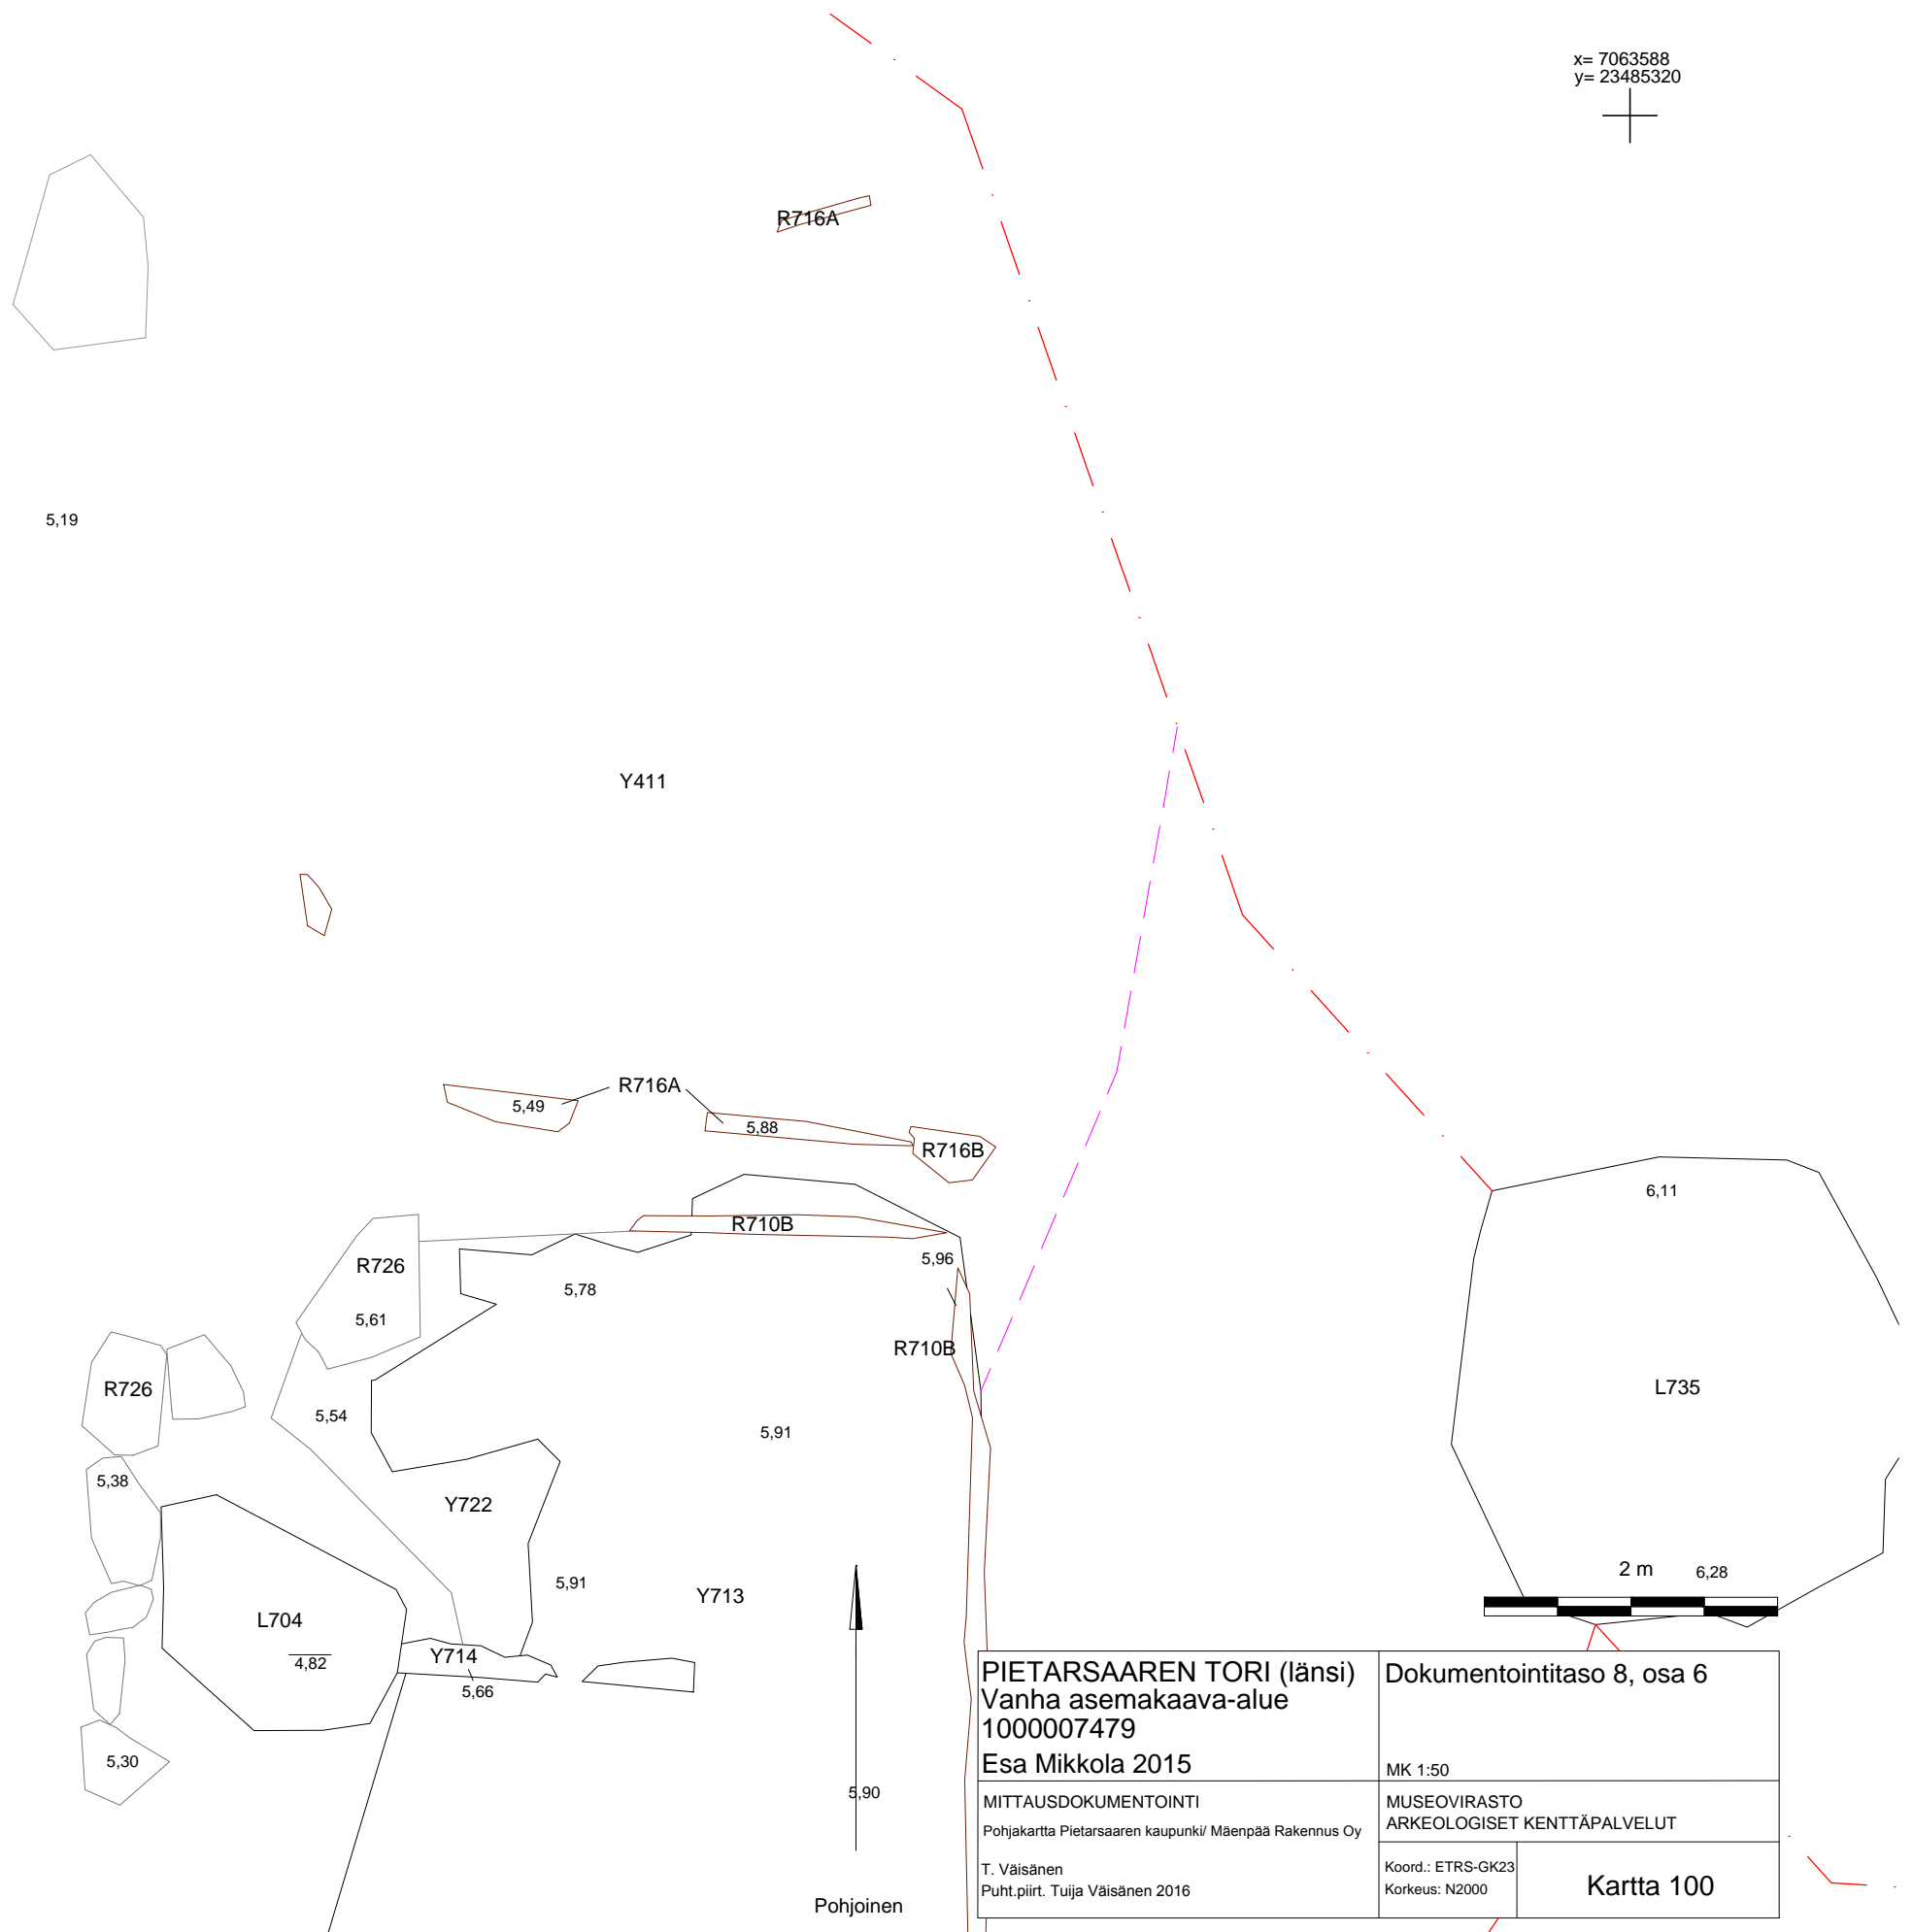 x= 7063588
y= 23485320
R716A
5,19
Y411
R716A
5,49
5,88
R716B
6,11
R710B
5,96
R726
5,78
5,61
R710B
R726
L735
5,54
5,91
5,38
Y722
2 m
6,28
5,91
Y713
L704
Y714
4,82
5,66
5,30
5,90
Pohjoinen
PIETARSAAREN TORI (länsi)
Vanha asemakaava-alue
1000007479
Esa Mikkola 2015
Dokumentointitaso 8, osa 6
MK 1:50
MITTAUSDOKUMENTOINTI
Pohjakartta Pietarsaaren kaupunki/ Mäenpää Rakennus Oy
T. Väisänen
Puht.piirt. Tuija Väisänen 2016
MUSEOVIRASTO
ARKEOLOGISET KENTTÄPALVELUT
Koord.: ETRS-GK23
Korkeus: N2000
Kartta 100